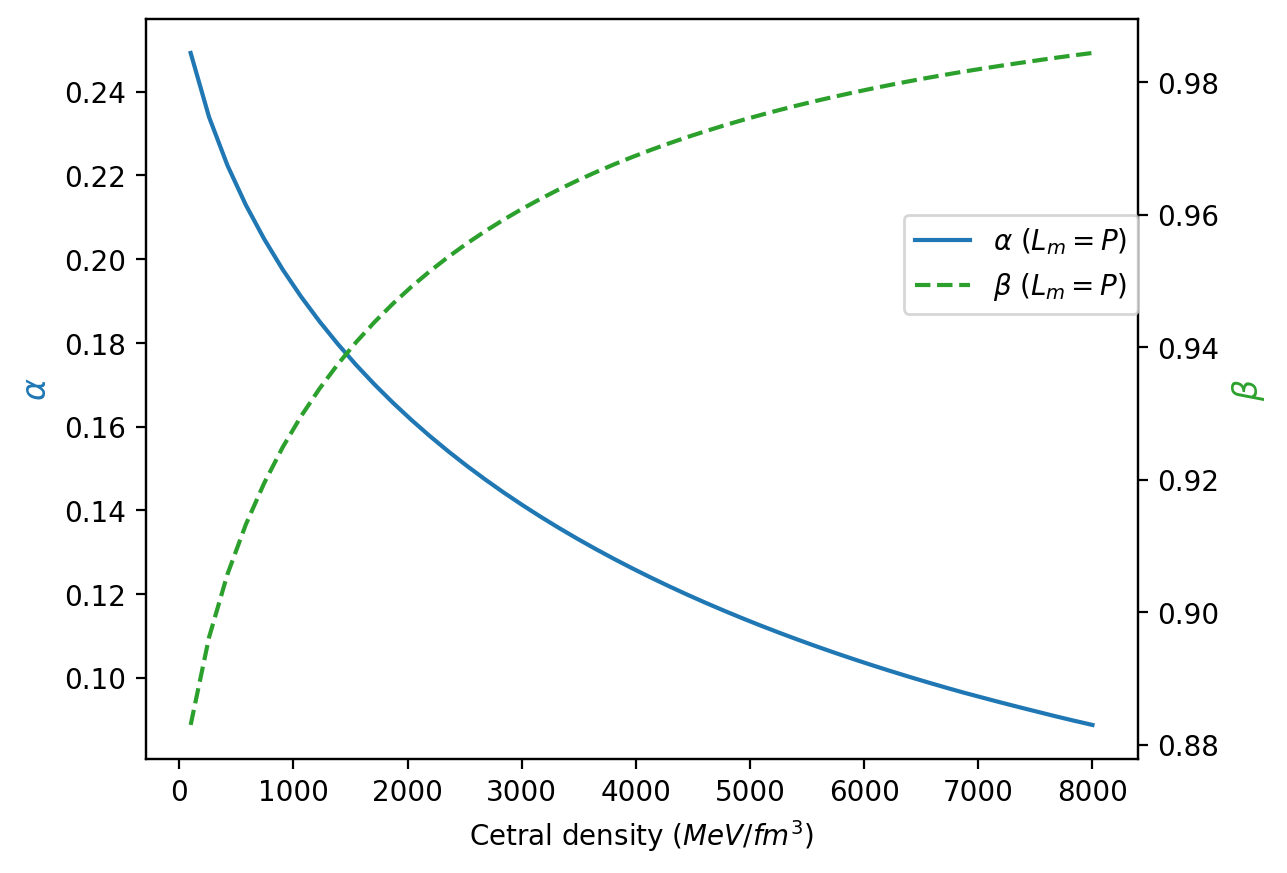 0.24
0.22
0.20
0.18
0.16
0.14
0.12
0.10
α
0.98
0.96
0.94
0.92
0.90
0.88
β
α (L_m = P)
β (L_m = P)
0 1000 2000 3000 4000 5000 6000 7000 8000
Cetral density (MeV/fm³)